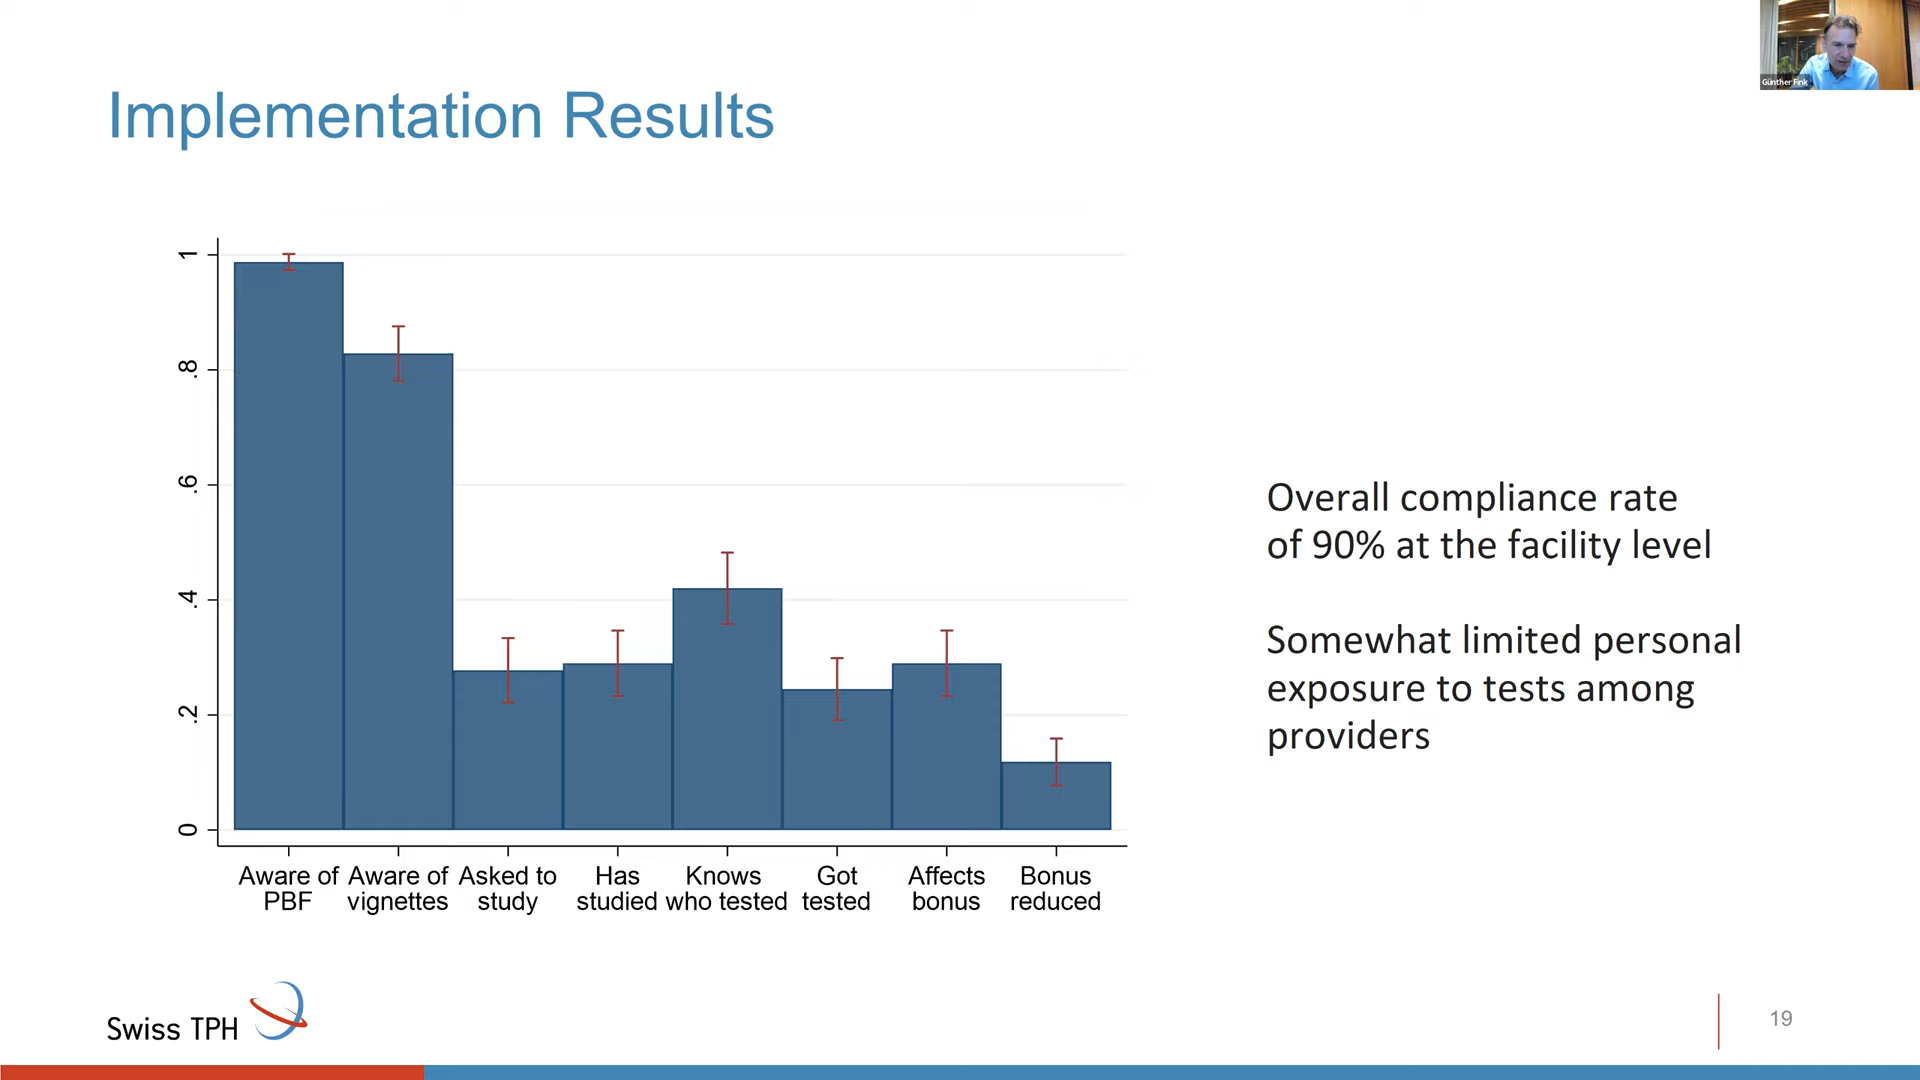 Günther Fink
Implementation Results
1
.8
.6
.4
.2
0
Aware of PBF
Aware of vignettes
Asked to study
Has studied
Knows who tested
Got tested
Affects bonus
Bonus reduced
Overall compliance rate
of 90% at the facility level
Somewhat limited personal
exposure to tests among
providers
Swiss TPH
19